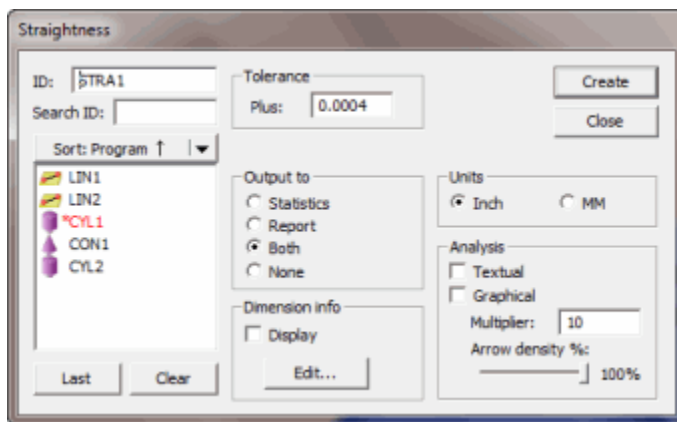 Straightness
ID: STRA1
Search ID:
Sort: Program ↑
LIN1
LIN2
*CYL1
CON1
CYL2
Last
Clear
Tolerance
Plus: 0.0004
Output to
Statistics
Report
Both
None
Dimension info
Display
Edit...
Create
Close
Units
Inch
MM
Analysis
Textual
Graphical
Multiplier: 10
Arrow density %:
100%